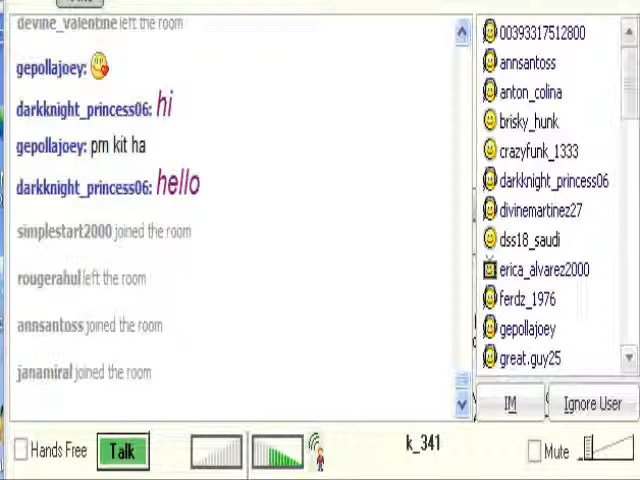 devine_valentine left the room
gepollajoey:
darkknight_princess06: hi
gepollajoey: pm kit ha
darkknight_princess06: hello
simplestart2000 joined the room
rougerahul left the room
annsantoss joined the room
janamiral joined the room
00393317512800
annsantoss
anton_colina
brisky_hunk
crazyfunk_1333
darkknight_princess06
divinemartinez27
dss18_saudi
erica_alvarez2000
ferdz_1976
gepollajoey
great.guy25
IM
Ignore User
Hands Free
Talk
k_341
Mute